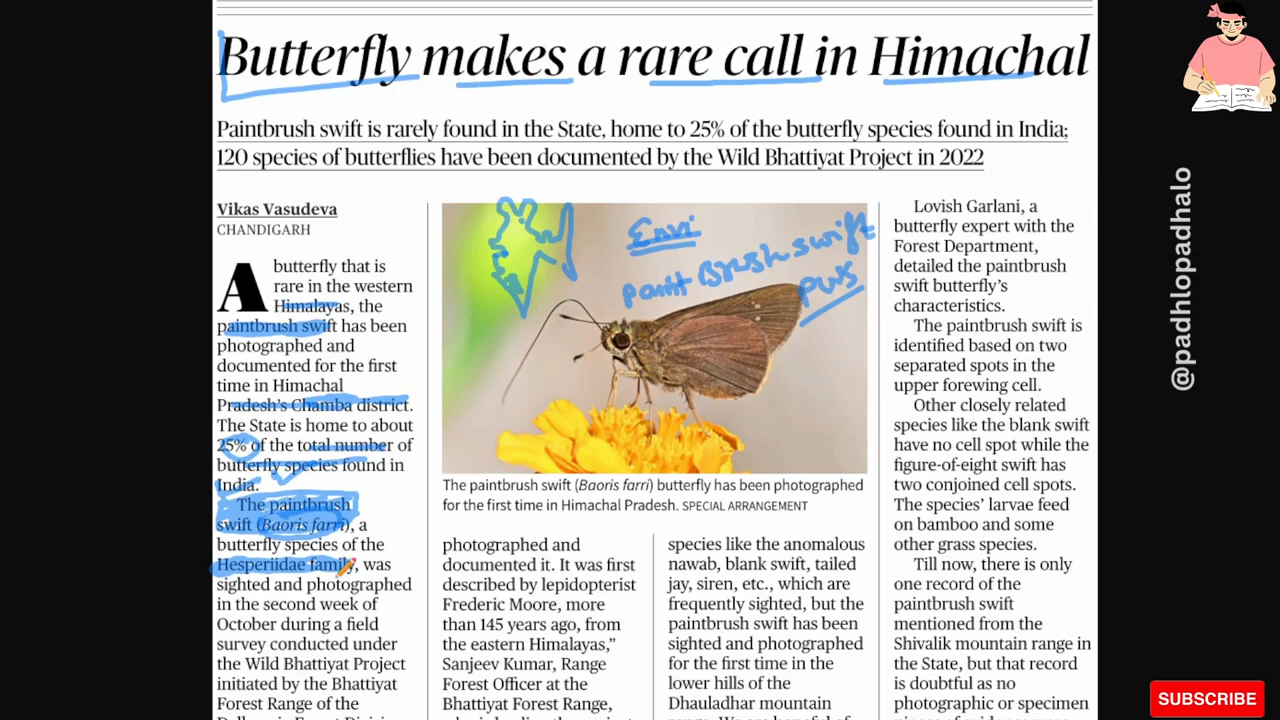 Butterfly makes a rare call in Himachal
Paintbrush swift is rarely found in the State, home to 25% of the butterfly species found in India;
120 species of butterflies have been documented by the Wild Bhattiyat Project in 2022
Vikas Vasudeva
CHANDIGARH
A butterfly that is
rare in the western
Himalayas, the
paintbrush swift has been
photographed and
documented for the first
time in Himachal
Pradesh's Chamba district.
The State is home to about
25% of the total number of
butterfly species found in
India.
The paintbrush
swift (Baoris farri), a
butterfly species of the
Hesperiidae family, was
sighted and photographed
in the second week of
October during a field
survey conducted under
the Wild Bhattiyat Project
initiated by the Bhattiyat
Forest Range of the
Envi
paint Brush swift
pws
The paintbrush swift (Baoris farri) butterfly has been photographed
for the first time in Himachal Pradesh. SPECIAL ARRANGEMENT
photographed and
documented it. It was first
described by lepidopterist
Frederic Moore, more
than 145 years ago, from
the eastern Himalayas,”
Sanjeev Kumar, Range
Forest Officer at the
Bhattiyat Forest Range,
species like the anomalous
nawab, blank swift, tailed
jay, siren, etc., which are
frequently sighted, but the
paintbrush swift has been
sighted and photographed
for the first time in the
lower hills of the
Dhauladhar mountain
Lovish Garlani, a
butterfly expert with the
Forest Department,
detailed the paintbrush
swift butterfly's
characteristics.
The paintbrush swift is
identified based on two
separated spots in the
upper forewing cell.
Other closely related
species like the blank swift
have no cell spot while the
figure-of-eight swift has
two conjoined cell spots.
The species' larvae feed
on bamboo and some
other grass species.
Till now, there is only
one record of the
paintbrush swift
mentioned from the
Shivalik mountain range in
the State, but that record
is doubtful as no
photographic or specimen
@padhlopadhalo
SUBSCRIBE